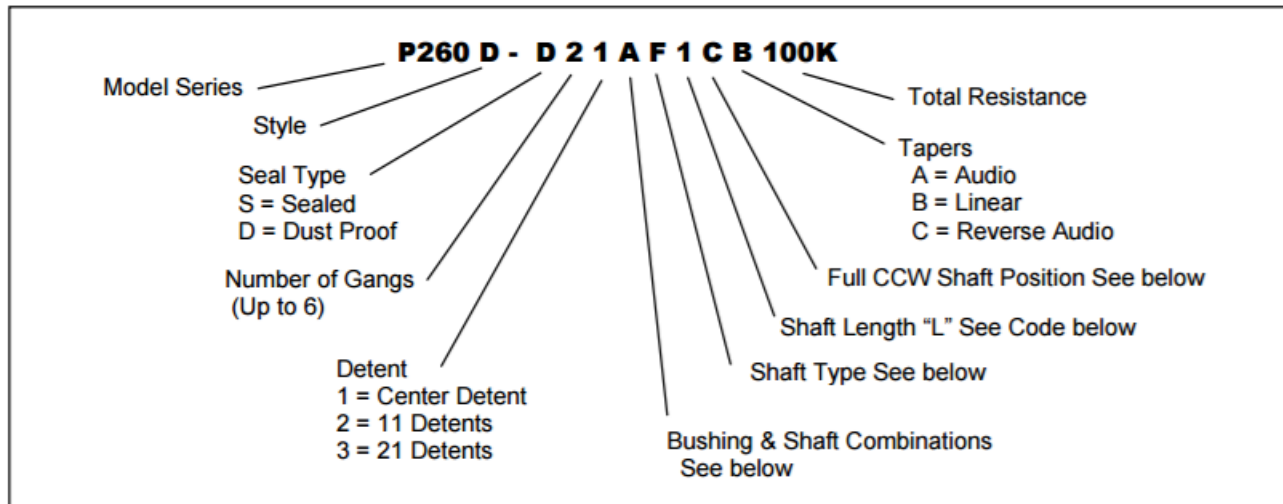 P260 D - D 2 1 A F 1 C B 100K
Model Series
Total Resistance
Style
Tapers
A = Audio
B = Linear
C = Reverse Audio
Seal Type
S = Sealed
D = Dust Proof
Number of Gangs
(Up to 6)
Full CCW Shaft Position See below
Shaft Length “L” See Code below
Detent
1 = Center Detent
2 = 11 Detents
3 = 21 Detents
Shaft Type See below
Bushing & Shaft Combinations
See below